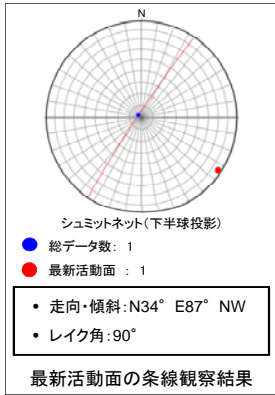 N
シュミットネット(下半球投影)
総データ数: 1
最新活動面 : 1
• 走向・傾斜:N34° E87° NW
• レイク角:90°
最新活動面の条線観察結果